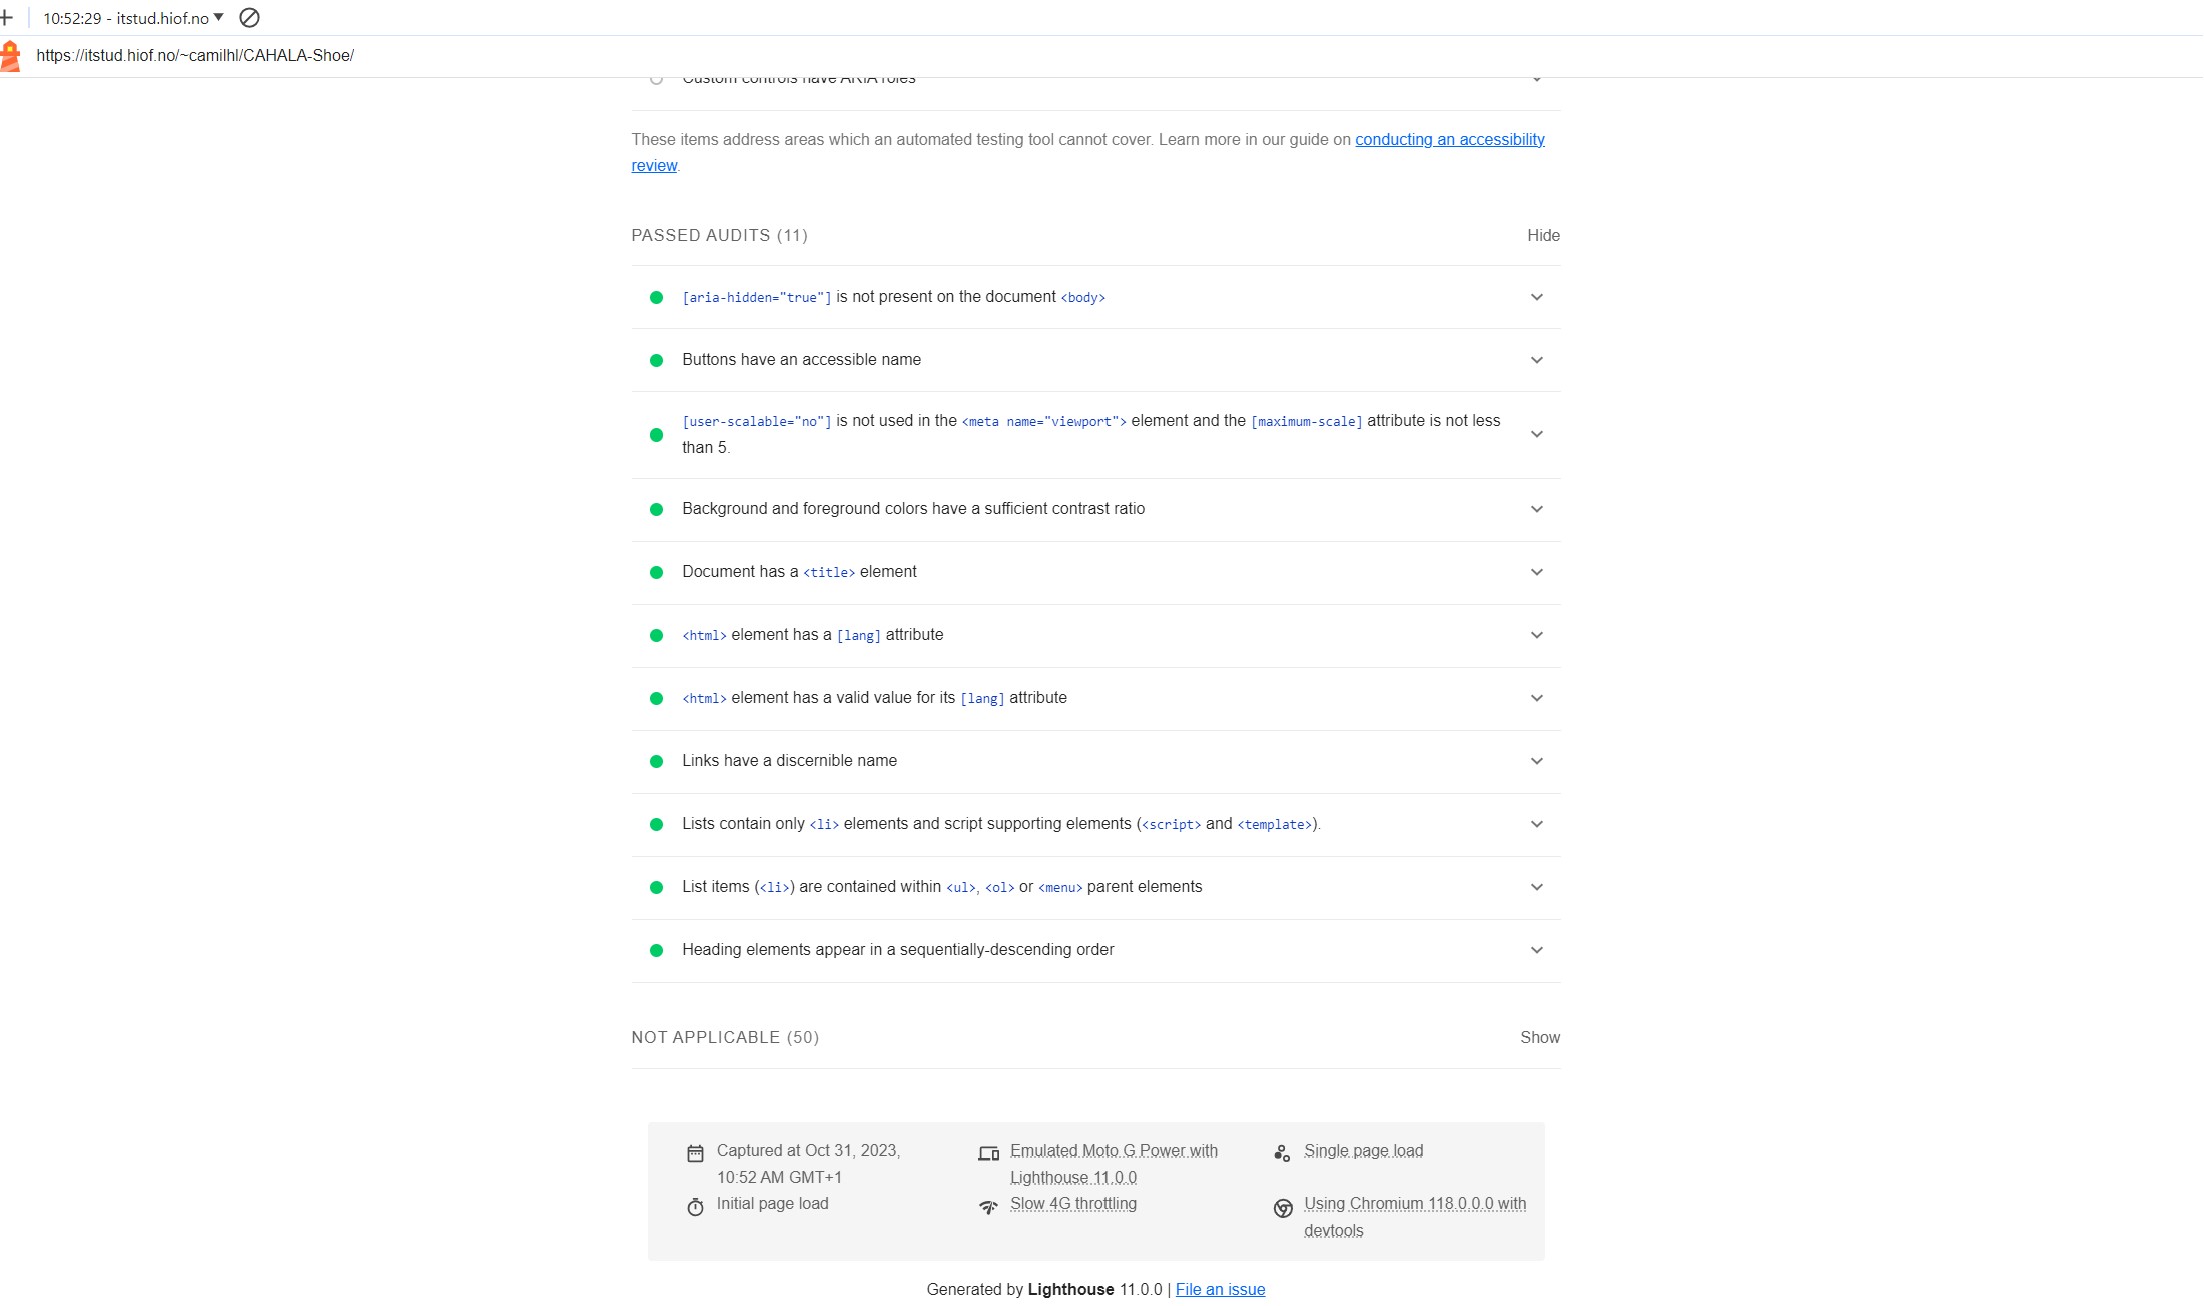 10:52:29 - itstud.hiof.no
https://itstud.hiof.no/~camilhl/CAHALA-Shoe/
Custom controls have ARIA roles
These items address areas which an automated testing tool cannot cover. Learn more in our guide on conducting an accessibility
review.
PASSED AUDITS (11) Hide
[aria-hidden="true"] is not present on the document <body>
Buttons have an accessible name
[user-scalable="no"] is not used in the <meta name="viewport"> element and the [maximum-scale] attribute is not less
than 5.
Background and foreground colors have a sufficient contrast ratio
Document has a <title> element
<html> element has a [lang] attribute
<html> element has a valid value for its [lang] attribute
Links have a discernible name
Lists contain only <li> elements and script supporting elements (<script> and <template>).
List items (<li>) are contained within <ul>, <ol> or <menu> parent elements
Heading elements appear in a sequentially-descending order
NOT APPLICABLE (50) Show
Captured at Oct 31, 2023,
10:52 AM GMT+1
Emulated Moto G Power with
Lighthouse 11.0.0
Single page load
Initial page load
Slow 4G throttling
Using Chromium 118.0.0.0 with
devtools
Generated by Lighthouse 11.0.0 | File an issue